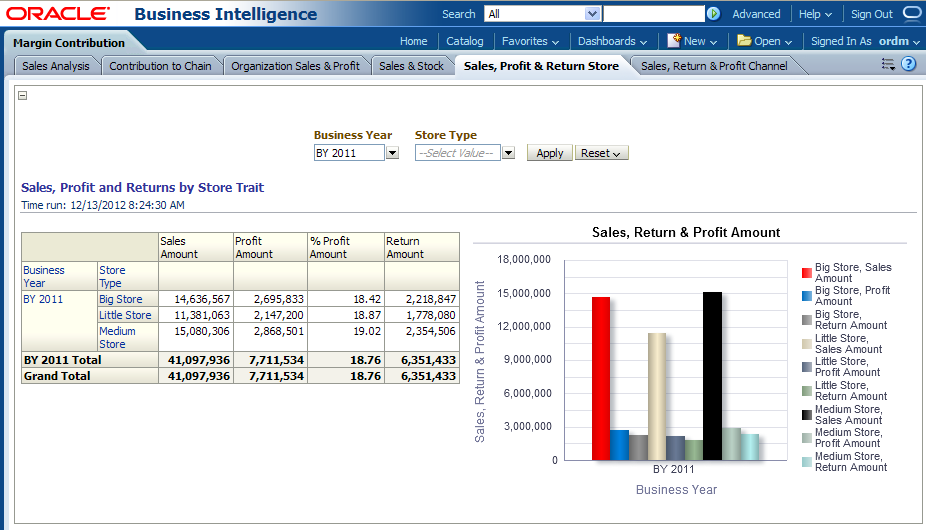 ORACLE Business Intelligence
Search All Advanced Help Sign Out
Margin Contribution
Home Catalog Favorites Dashboards New Open Signed In As ordm
Sales Analysis Contribution to Chain Organization Sales & Profit Sales & Stock Sales, Profit & Return Store Sales, Return & Profit Channel
Business Year Store Type
BY 2011 --Select Value-- Apply Reset
Sales, Profit and Returns by Store Trait
Time run: 12/13/2012 8:24:30 AM
Sales Amount Profit Amount % Profit Amount Return Amount
Business Year Store Type
BY 2011 Big Store 14,636,567 2,695,833 18.42 2,218,847
Little Store 11,381,063 2,147,200 18.87 1,778,080
Medium Store 15,080,306 2,868,501 19.02 2,354,506
BY 2011 Total 41,097,936 7,711,534 18.76 6,351,433
Grand Total 41,097,936 7,711,534 18.76 6,351,433
Sales, Return & Profit Amount
Sales, Return & Profit Amount
18,000,000
15,000,000
12,000,000
9,000,000
6,000,000
3,000,000
0
BY 2011
Business Year
Big Store, Sales
Amount
Big Store, Profit
Amount
Big Store,
Return Amount
Little Store,
Sales Amount
Little Store,
Profit Amount
Little Store,
Return Amount
Medium Store,
Sales Amount
Medium Store,
Profit Amount
Medium Store,
Return Amount